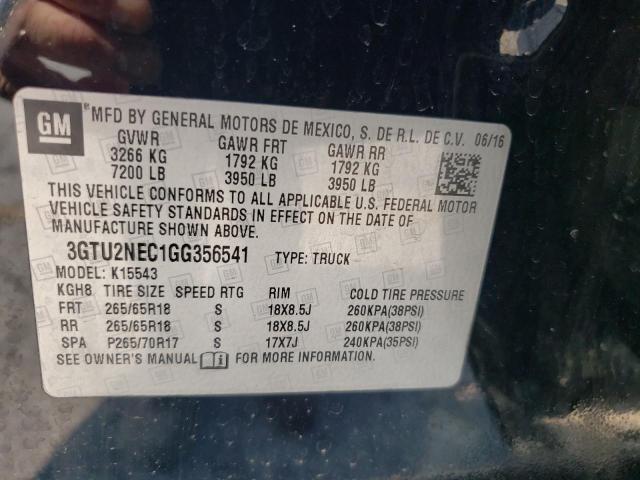 GM ®MFD BY GENERAL MOTORS DE MEXICO, S. DE R.L. DE C.V. 06/16
GVWR GAWR FRT GAWR RR
3266 KG 1792 KG 1792 KG
7200 LB 3950 LB 3950 LB
THIS VEHICLE CONFORMS TO ALL APPLICABLE U.S. FEDERAL MOTOR
VEHICLE SAFETY STANDARDS IN EFFECT ON THE DATE OF
MANUFACTURE SHOWN ABOVE.
3GTU2NEC1GG356541 TYPE: TRUCK
MODEL: K15543
KGH8 TIRE SIZE SPEED RTG RIM COLD TIRE PRESSURE
FRT 265/65R18 S 18X8.5J 260KPA(38PSI)
RR 265/65R18 S 18X8.5J 260KPA(38PSI)
SPA P265/70R17 S 17X7J 240KPA(35PSI)
SEE OWNER'S MANUAL FOR MORE INFORMATION.